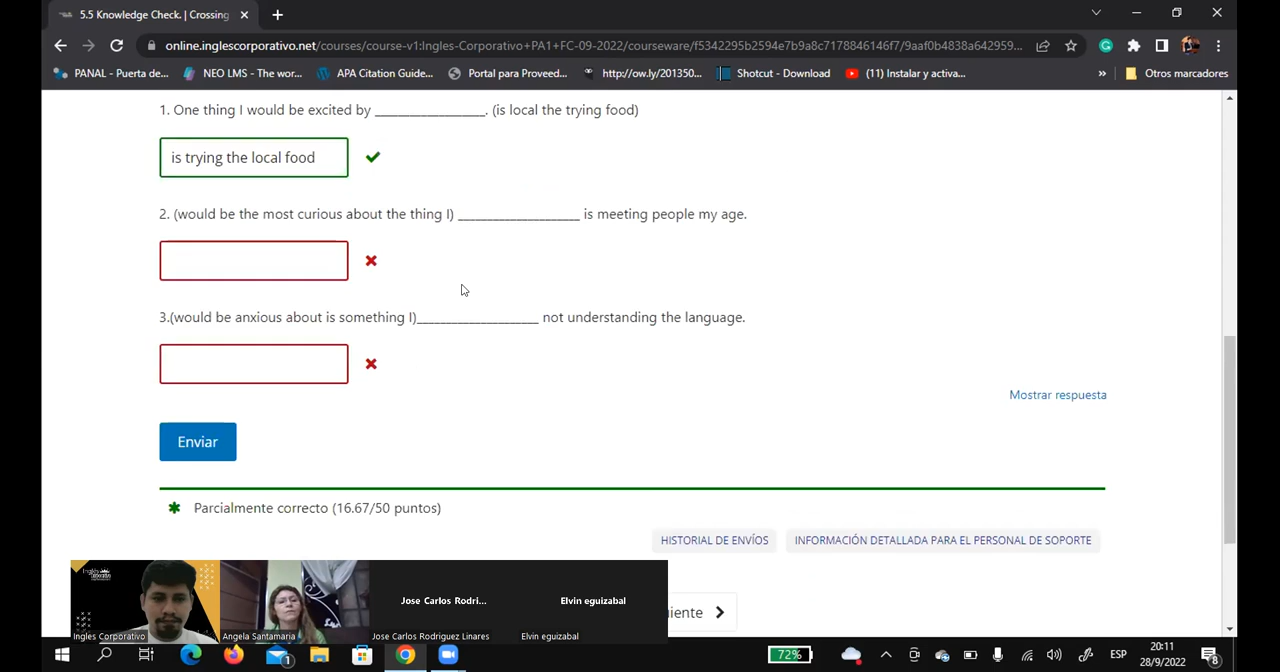 5.5 Knowledge Check. | Crossing
online.inglescorporativo.net/courses/course-v1:Ingles-Corporativo+PA1+FC-09-2022/courseware/f5342295b2594e7b9a8c7178846146f7/9aaf0b4838a642959...
PANAL - Puerta de... NEO LMS - The wor... APA Citation Guide... Portal para Proveed... http://ow.ly/201350... Shotcut - Download (11) Instalar y activa... » Otros marcadores
1. One thing I would be excited by __________________. (is local the trying food)
is trying the local food
2. (would be the most curious about the thing I) ____________________ is meeting people my age.
3.(would be anxious about is something I)____________________ not understanding the language.
Mostrar respuesta
Enviar
Parcialmente correcto (16.67/50 puntos)
HISTORIAL DE ENVÍOS INFORMACIÓN DETALLADA PARA EL PERSONAL DE SOPORTE
Jose Carlos Rodri... Elvin eguizabal
iente
Ingles Corporativo Angela Santamaria Jose Carlos Rodriguez Linares Elvin eguizabal
1 72% ESP 20:11
28/9/2022 8